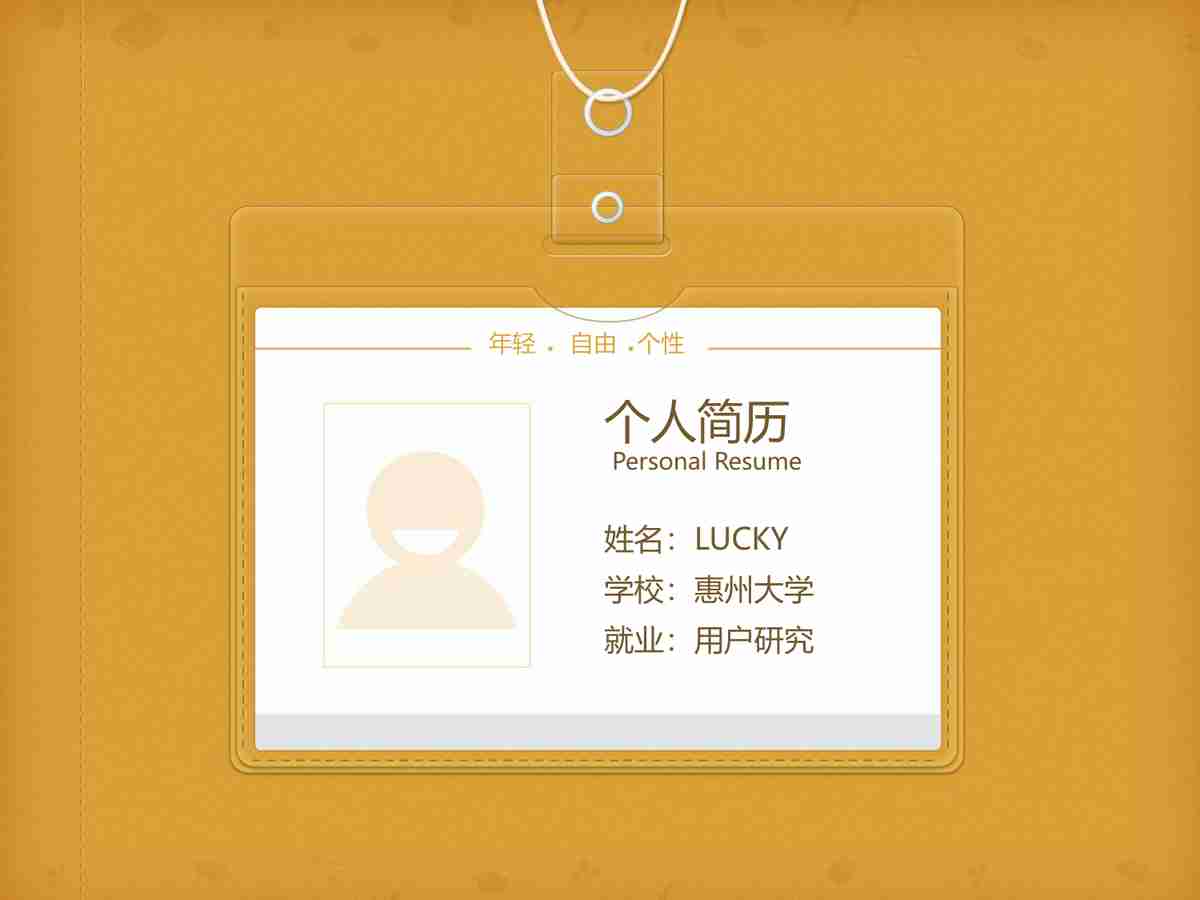 年轻 . 自由 .个性
个人简历
Personal Resume
姓名：LUCKY
学校：惠州大学
就业：用户研究